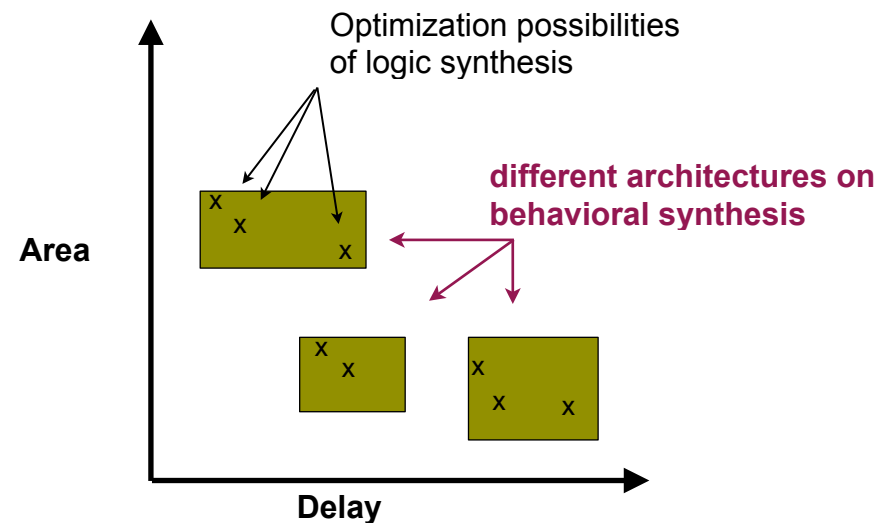 Optimization possibilities
of logic synthesis
different architectures on
behavioral synthesis
Area
x
x
x
x
x
x
x
x
Delay